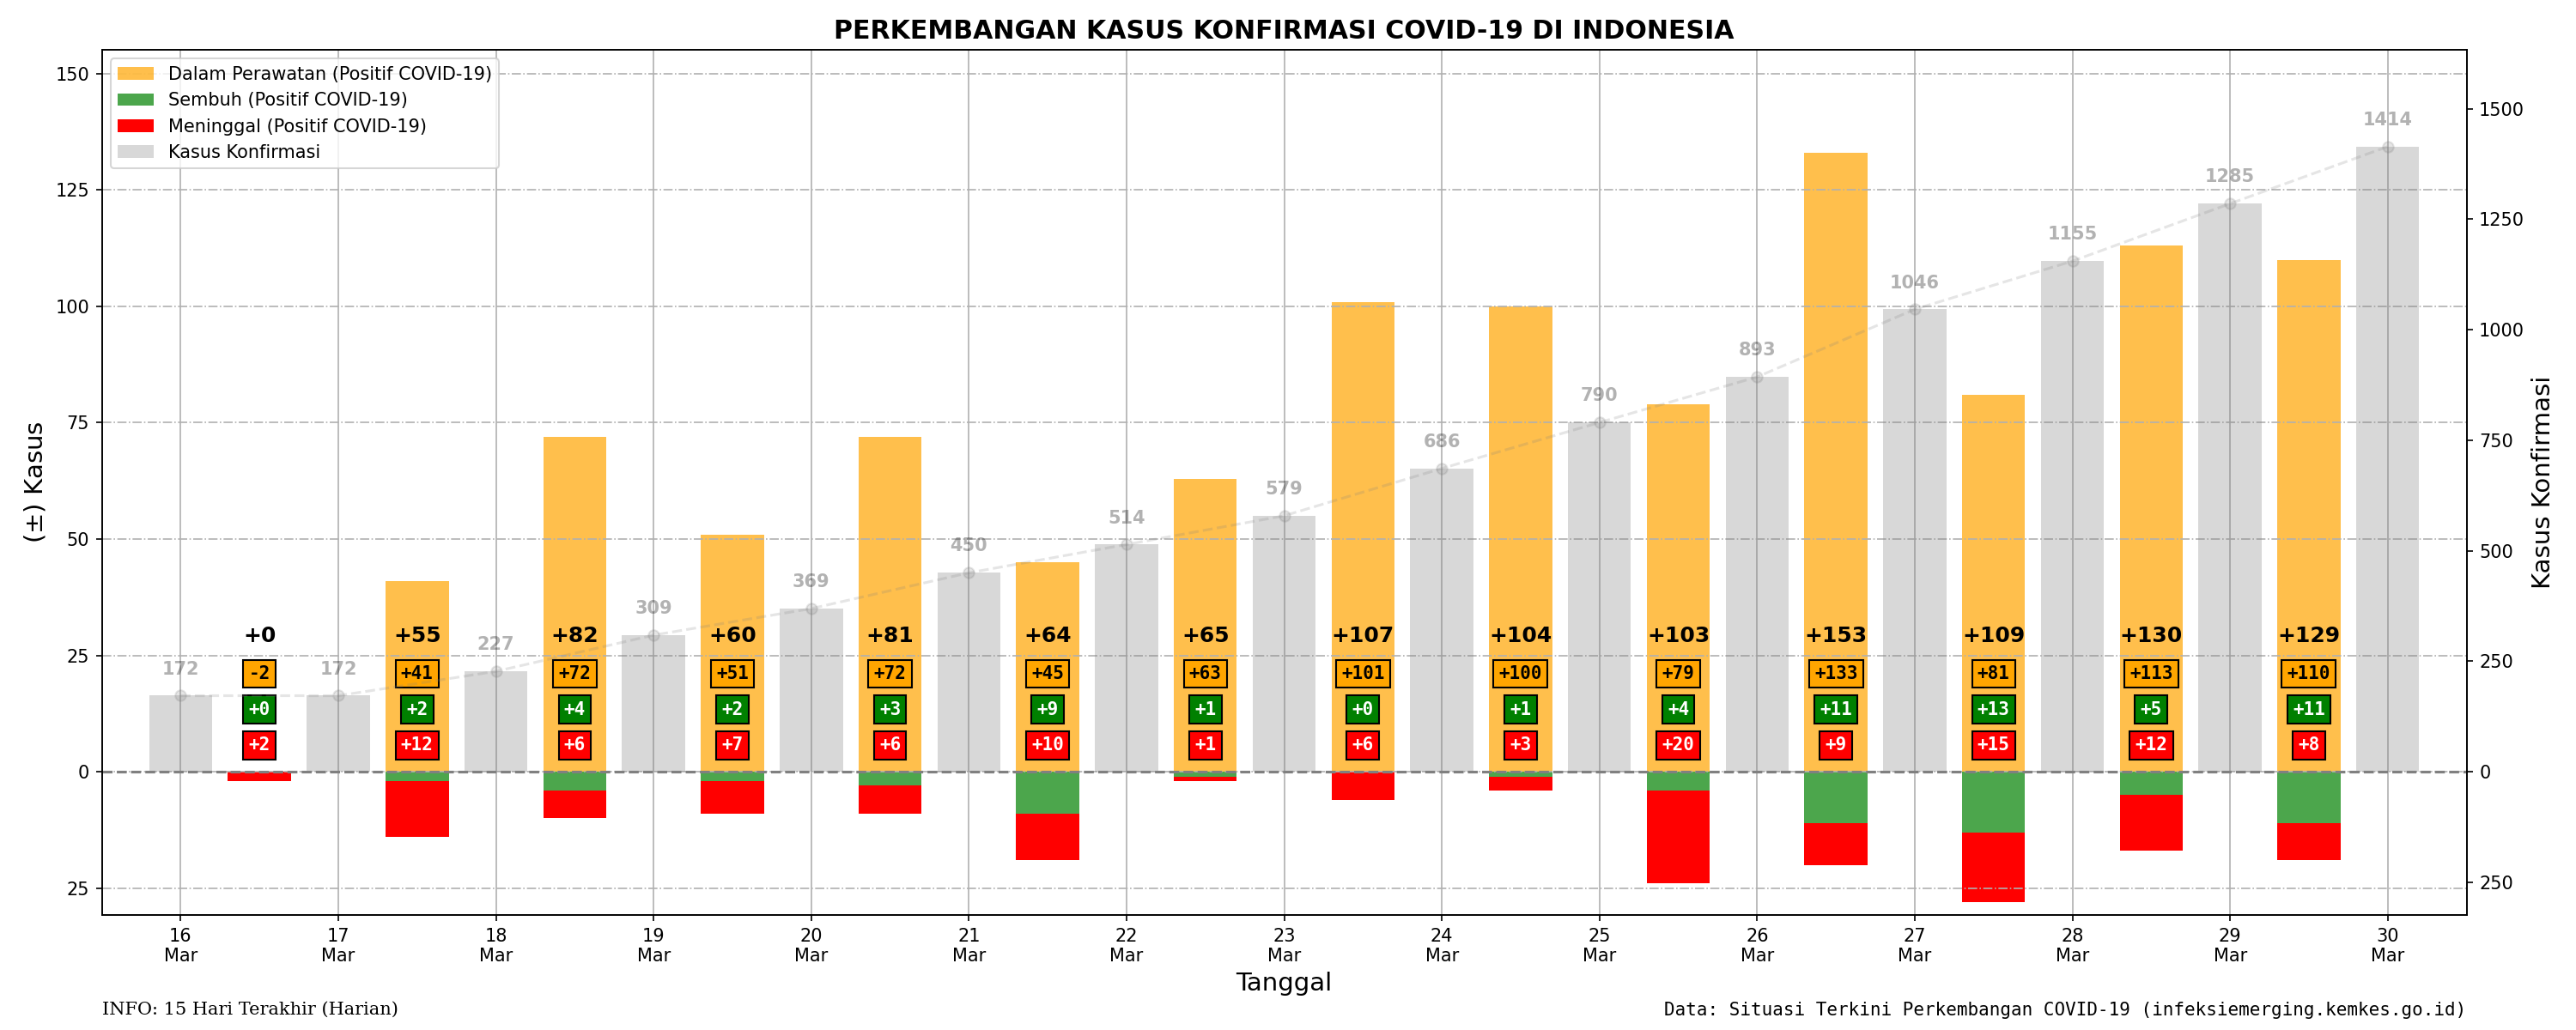 PERKEMBANGAN KASUS KONFIRMASI COVID-19 DI INDONESIA
Dalam Perawatan (Positif COVID-19)
Sembuh (Positif COVID-19)
Meninggal (Positif COVID-19)
Kasus Konfirmasi
(±) Kasus
150
125
100
75
50
25
0
25
1500
1250
1000
750
500
250
0
250
Kasus Konfirmasi
172 172 227 309 369 450 514 579 686 790 893 1046 1155 1285 1414
+0 +55 +82 +60 +81 +64 +65 +107 +104 +103 +153 +109 +130 +129
-2 +41 +72 +51 +72 +45 +63 +101 +100 +79 +133 +81 +113 +110
+0 +2 +4 +2 +3 +9 +1 +0 +1 +4 +11 +13 +5 +11
+2 +12 +6 +7 +6 +10 +1 +6 +3 +20 +9 +15 +12 +8
16 17 18 19 20 21 22 23 24 25 26 27 28 29 30
Mar Mar Mar Mar Mar Mar Mar Mar Mar Mar Mar Mar Mar Mar Mar
Tanggal
INFO: 15 Hari Terakhir (Harian)
Data: Situasi Terkini Perkembangan COVID-19 (infeksiemerging.kemkes.go.id)